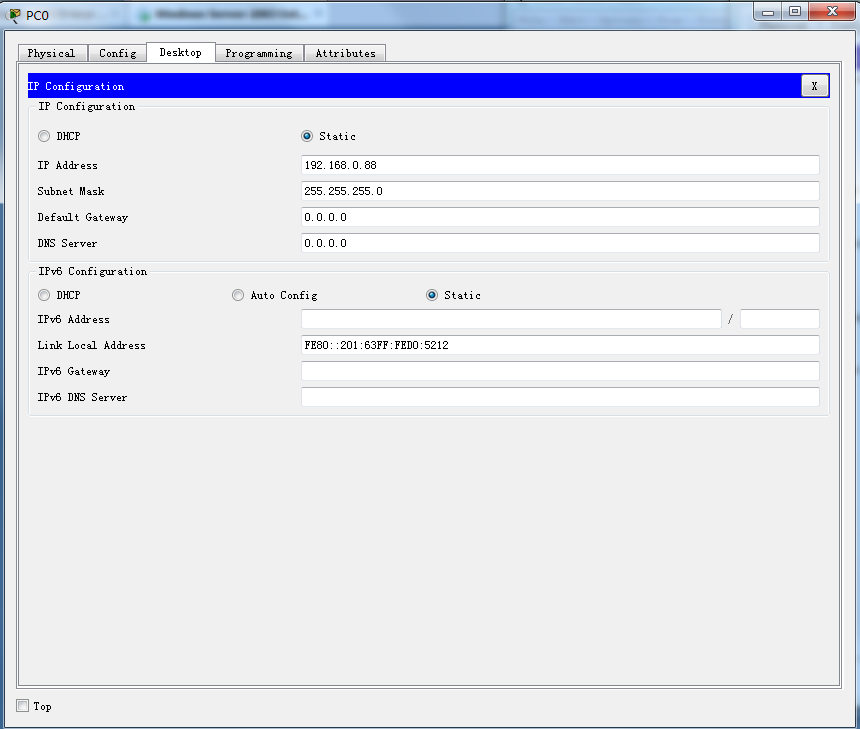 PC0
Physical Config Desktop Programming Attributes
IP Configuration X
IP Configuration
DHCP Static
IP Address 192.168.0.88
Subnet Mask 255.255.255.0
Default Gateway 0.0.0.0
DNS Server 0.0.0.0
IPv6 Configuration
DHCP Auto Config Static
IPv6 Address /
Link Local Address FE80::201:63FF:FED0:5212
IPv6 Gateway
IPv6 DNS Server
Top